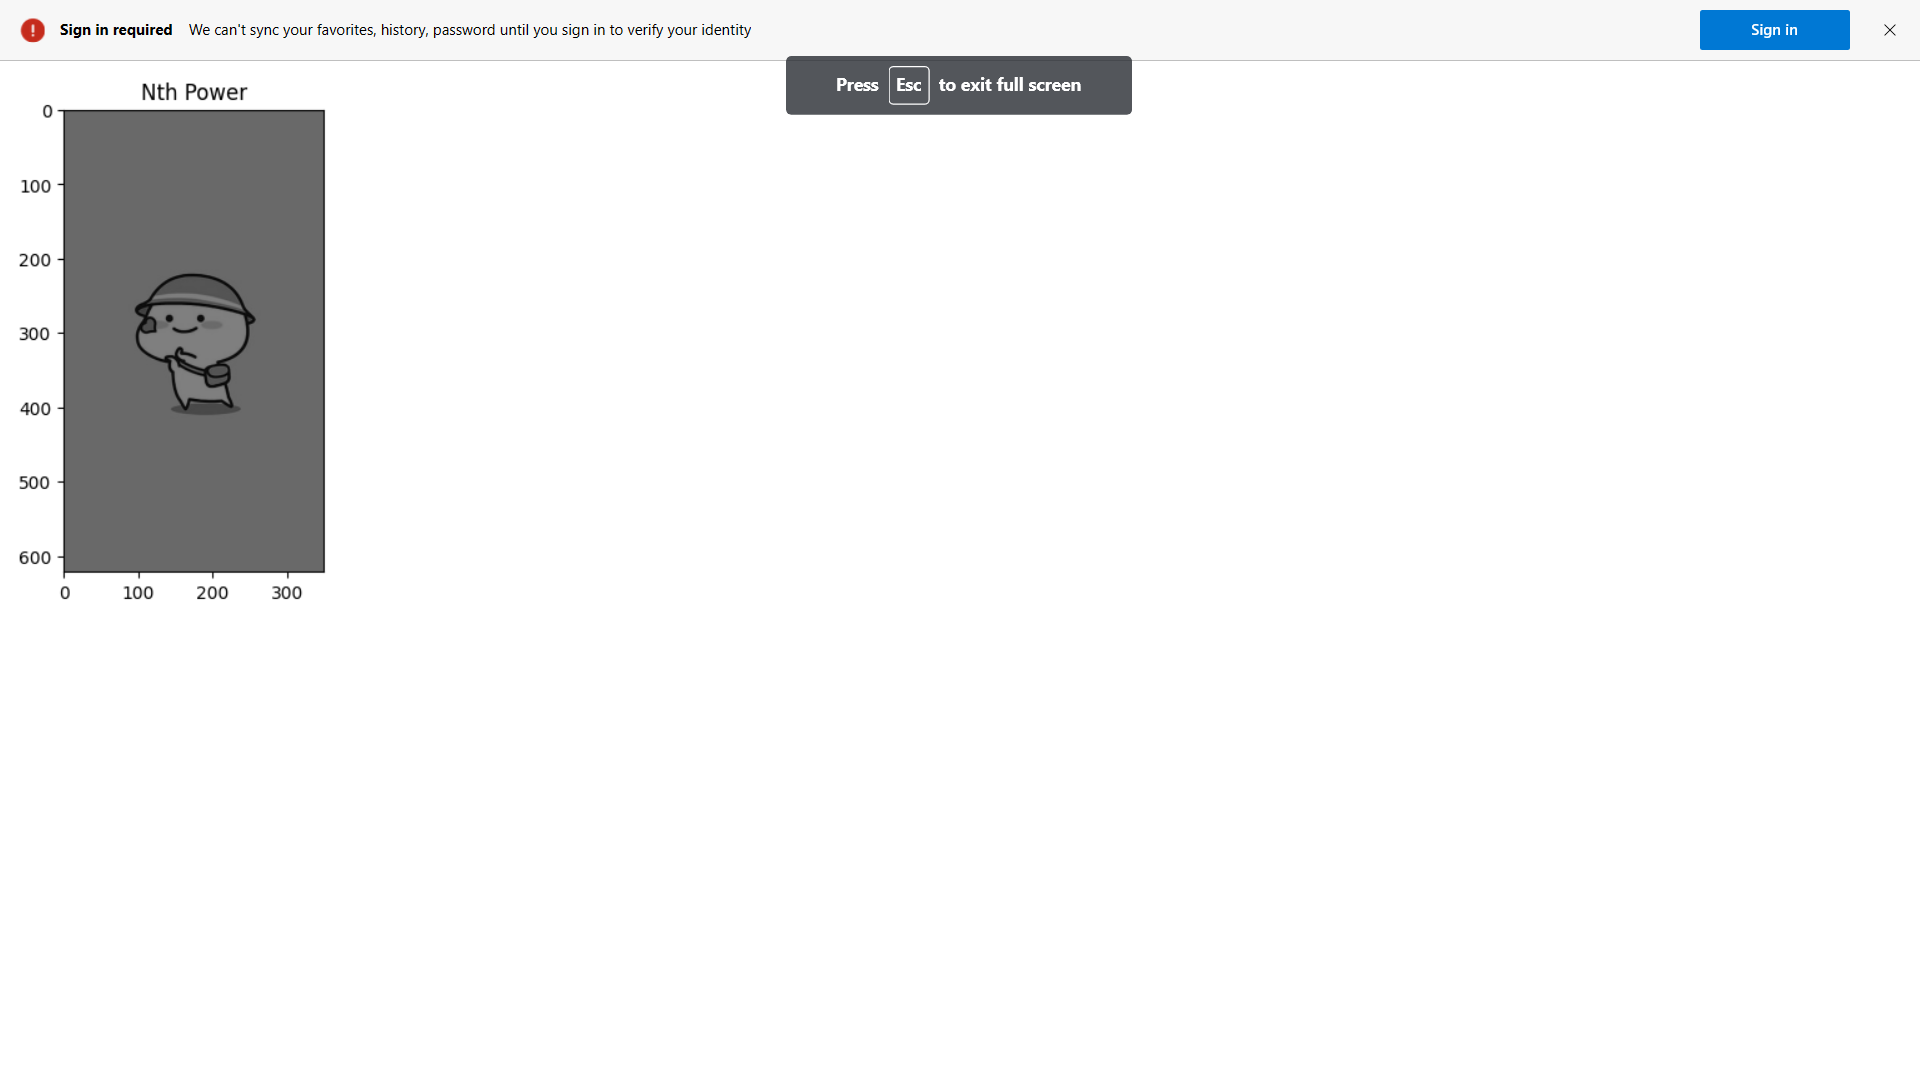 Sign in required We can't sync your favorites, history, password until you sign in to verify your identity Sign in
Press Esc to exit full screen
Nth Power
0
100
200
300
400
500
600
0 100 200 300